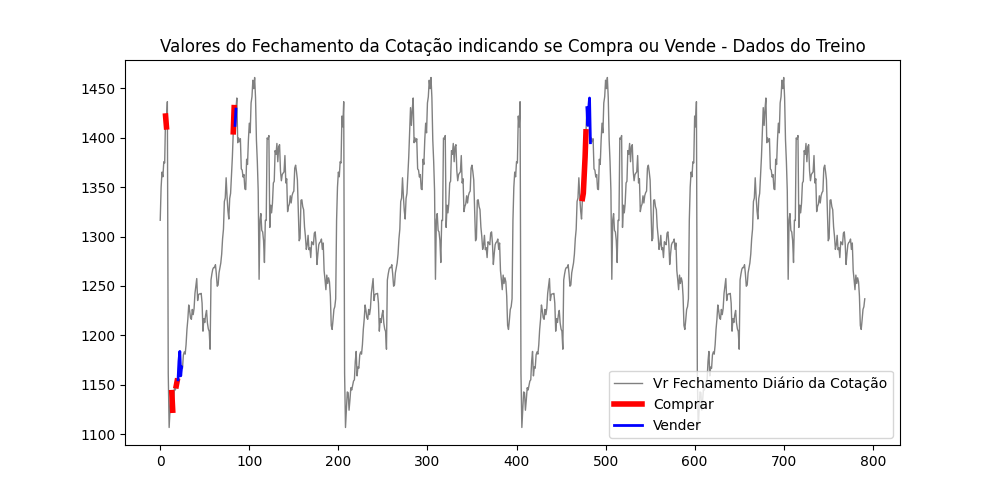 Valores do Fechamento da Cotação indicando se Compra ou Vende - Dados do Treino
1450
1400
1350
1300
1250
1200
1150
1100
Vr Fechamento Diário da Cotação
Comprar
Vender
0 100 200 300 400 500 600 700 800